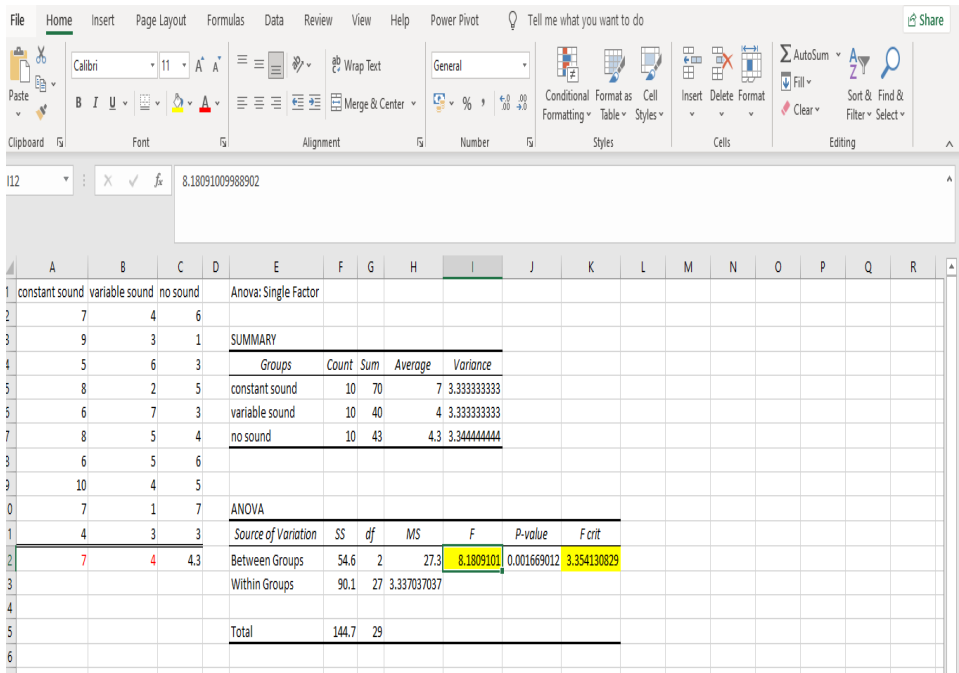 File Home Insert Page Layout Formulas Data Review View Help Power Pivot Tell me what you want to do Share
Calibri 11 A A ab Wrap Text General AutoSum
Paste B I U A Merge & Center % , Conditional Format as Cell Insert Delete Format Fill Sort & Find &
Formatting Table Styles Clear Filter Select
Clipboard Font Alignment Number Styles Cells Editing
I12 fx 8.18091009988902
A B C D E F G H I J K L M N O P Q R
1 constant sound variable sound no sound Anova: Single Factor
2 7 4 6
3 9 3 1 SUMMARY
4 5 6 3 Groups Count Sum Average Variance
5 8 2 5 constant sound 10 70 7 3.333333333
6 6 7 3 variable sound 10 40 4 3.333333333
7 8 5 4 no sound 10 43 4.3 3.344444444
8 6 5 6
9 10 4 5
0 7 1 7 ANOVA
1 4 3 3 Source of Variation SS df MS F P-value F crit
2 7 4 4.3 Between Groups 54.6 2 27.3 8.1809101 0.001669012 3.354130829
3 Within Groups 90.1 27 3.337037037
4
5 Total 144.7 29
6